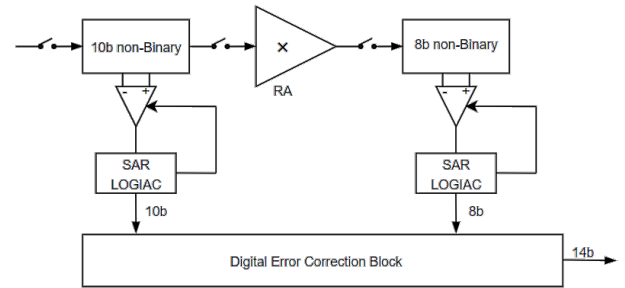 10b non-Binary
×
RA
8b non-Binary
- +
- +
SAR
LOGIAC
SAR
LOGIAC
10b
8b
Digital Error Correction Block
14b